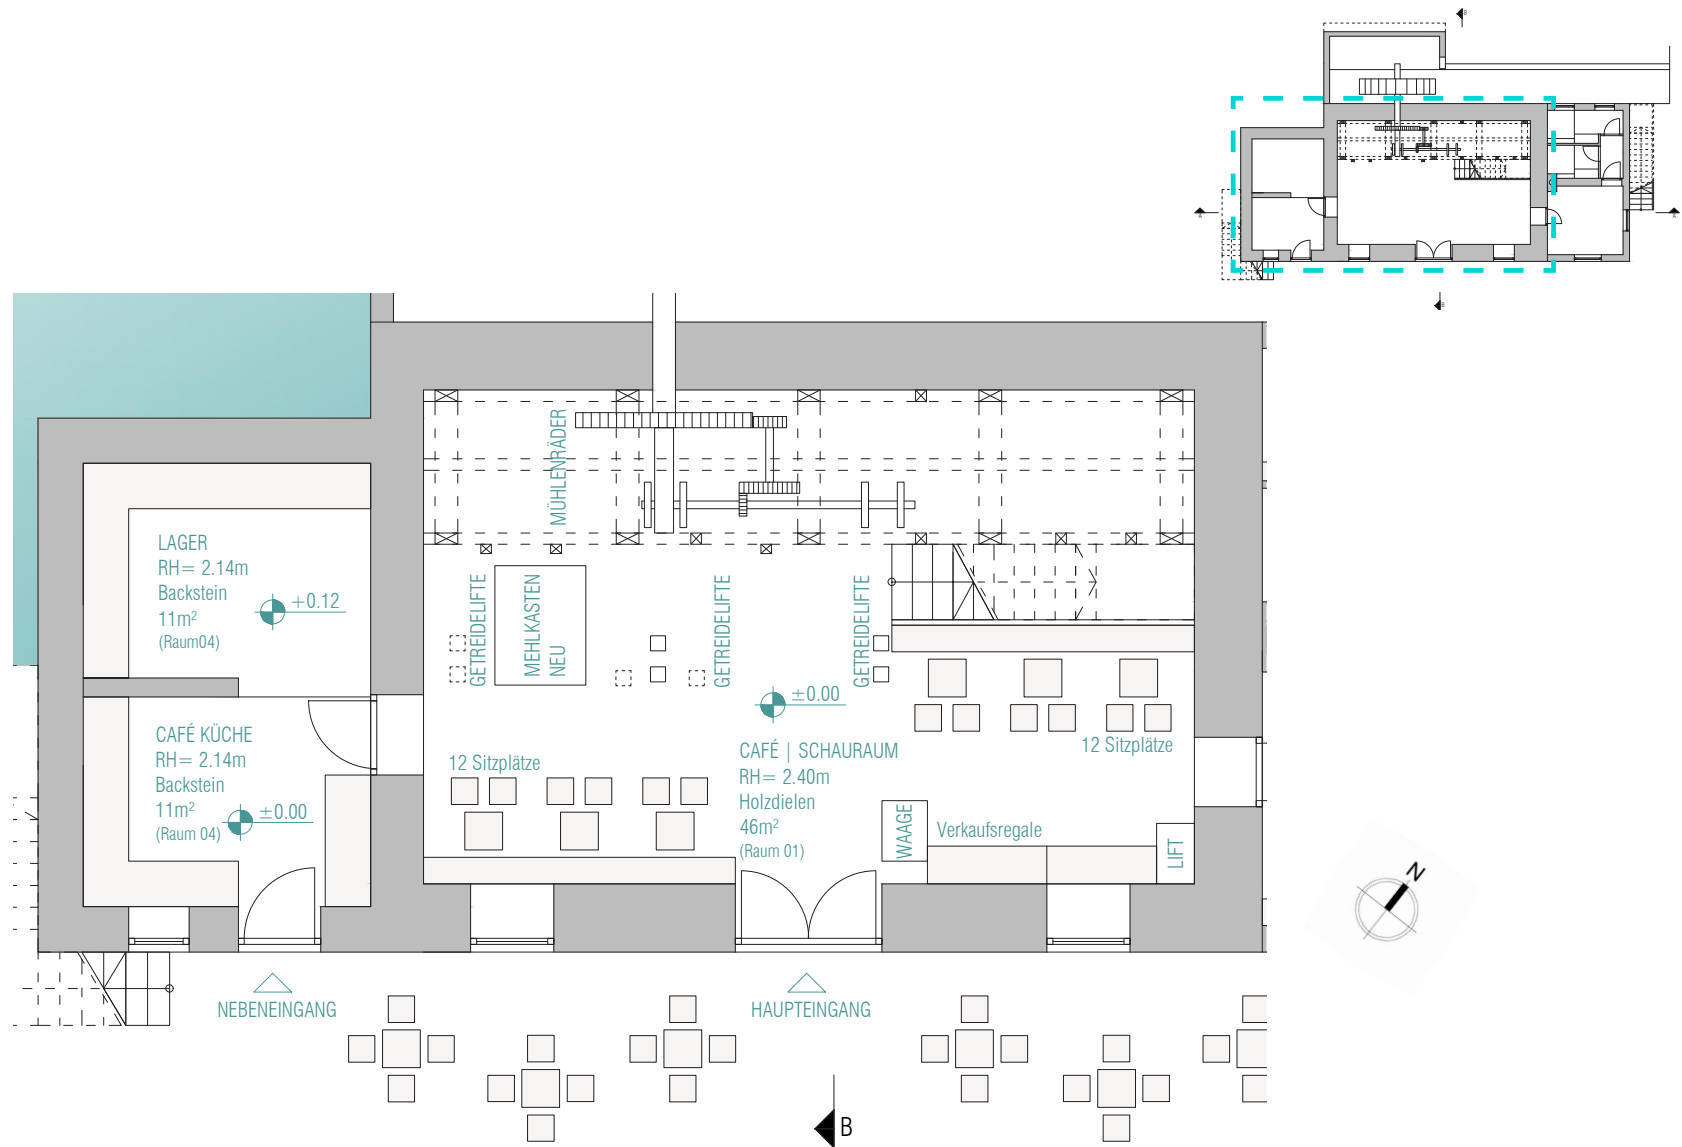 MÜHLENRÄDER
LAGER
RH= 2.14m
Backstein
11m²
(Raum04)
+0.12
GETREIDELIFTE
MEHLKASTEN
NEU
GETREIDELIFTE
GETREIDELIFTE
±0.00
CAFÉ KÜCHE
RH= 2.14m
Backstein
11m²
(Raum 04)
±0.00
12 Sitzplätze
CAFÉ | SCHAURAUM
RH= 2.40m
Holzdielen
46m²
(Raum 01)
12 Sitzplätze
WAAGE
Verkaufsregale
LIFT
N
NEBENEINGANG
HAUPTEINGANG
B